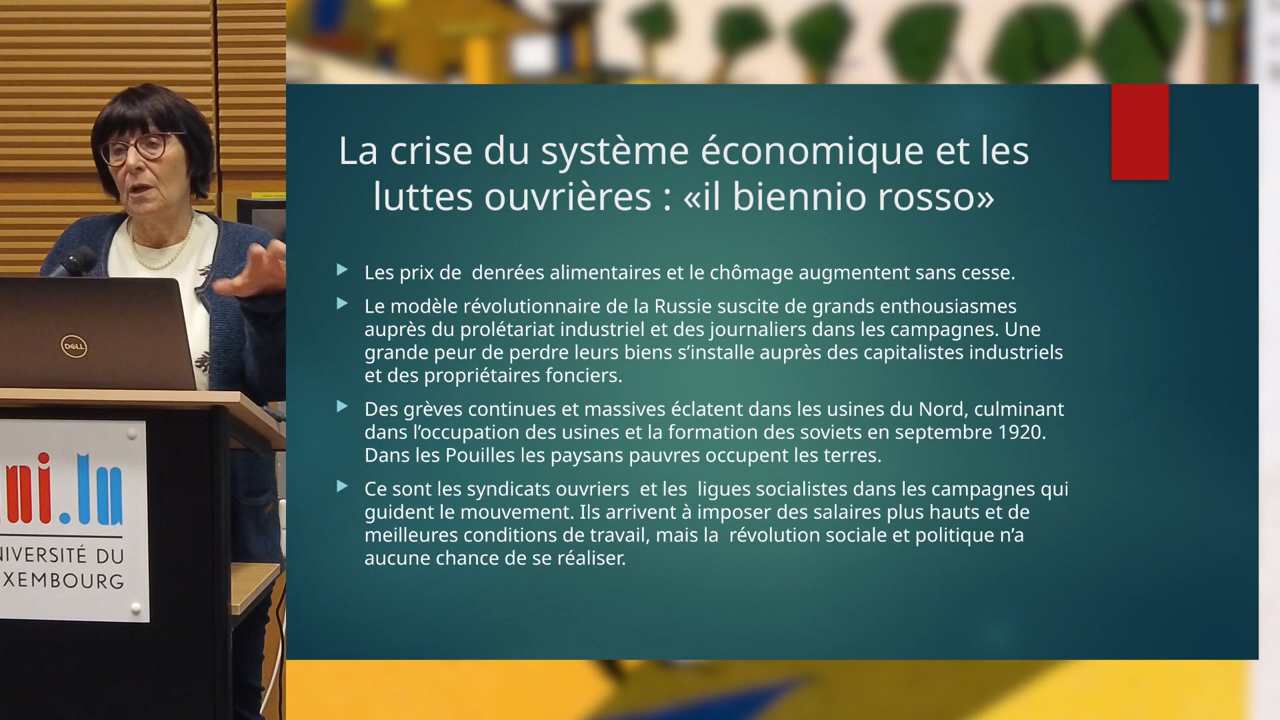 La crise du système économique et les
luttes ouvrières : «il biennio rosso»
Les prix de denrées alimentaires et le chômage augmentent sans cesse.
Le modèle révolutionnaire de la Russie suscite de grands enthousiasmes
auprès du prolétariat industriel et des journaliers dans les campagnes. Une
grande peur de perdre leurs biens s’installe auprès des capitalistes industriels
et des propriétaires fonciers.
Des grèves continues et massives éclatent dans les usines du Nord, culminant
dans l’occupation des usines et la formation des soviets en septembre 1920.
Dans les Pouilles les paysans pauvres occupent les terres.
Ce sont les syndicats ouvriers et les ligues socialistes dans les campagnes qui
guident le mouvement. Ils arrivent à imposer des salaires plus hauts et de
meilleures conditions de travail, mais la révolution sociale et politique n’a
aucune chance de se réaliser.
DELL
ni.lu
NIVERSITÉ DU
XEMBOURG